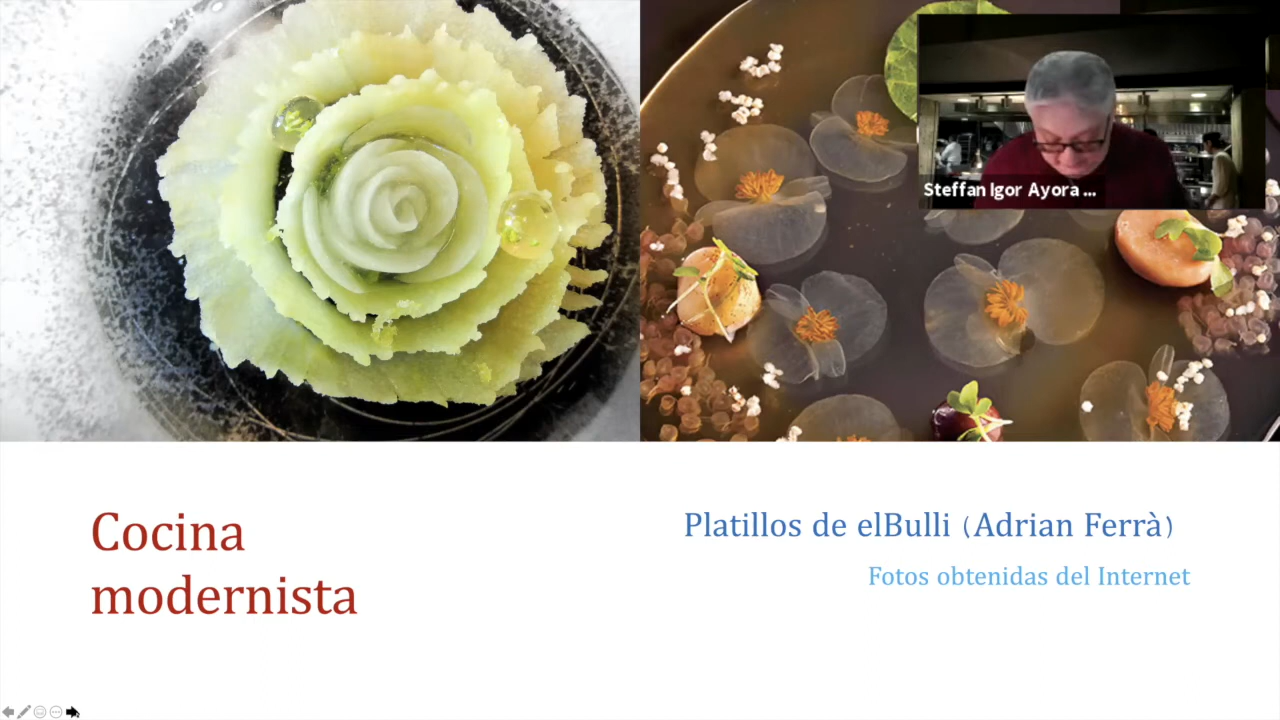 Steffan Igor Ayora ...
Cocina
modernista
Platillos de elBulli (Adrian Ferrà)
Fotos obtenidas del Internet